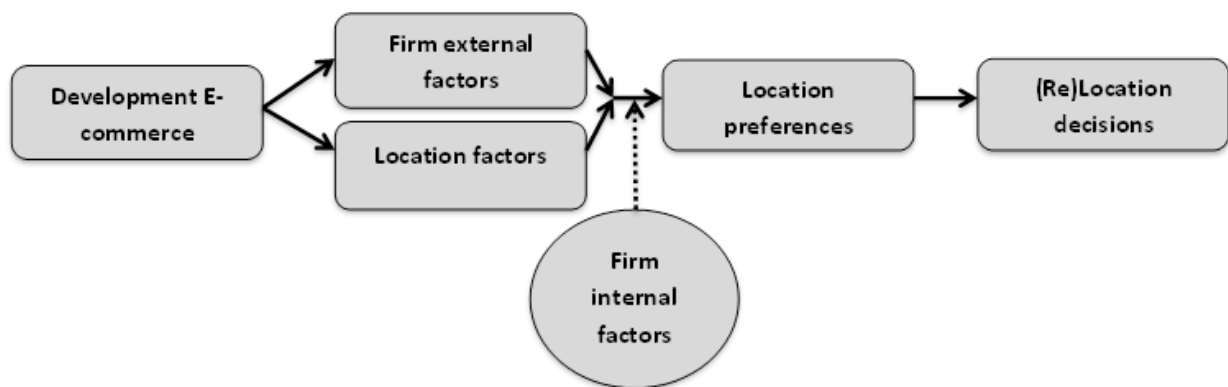 Development E-
commerce
Firm external
factors
Location factors
Location
preferences
(Re)Location
decisions
Firm
internal
factors